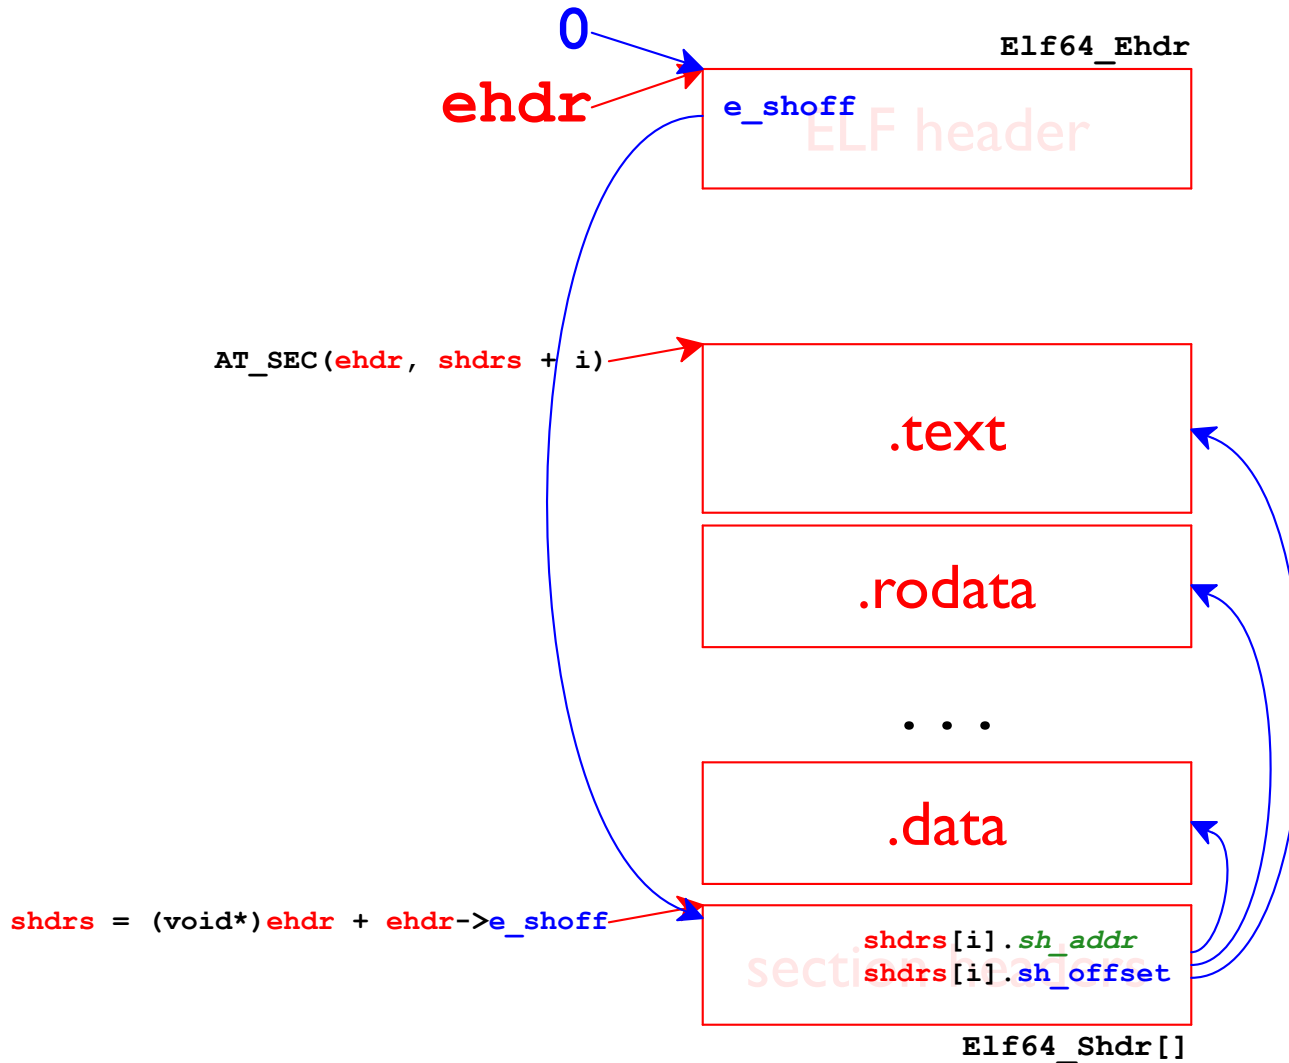 0
Elf64_Ehdr
ehdr
e_shoff
ELF header
AT_SEC(ehdr, shdrs + i)
.text
.rodata
...
.data
shdrs = (void*)ehdr + ehdr->e_shoff
shdrs[i].sh_addr
shdrs[i].sh_offset
section headers
Elf64_Shdr[]